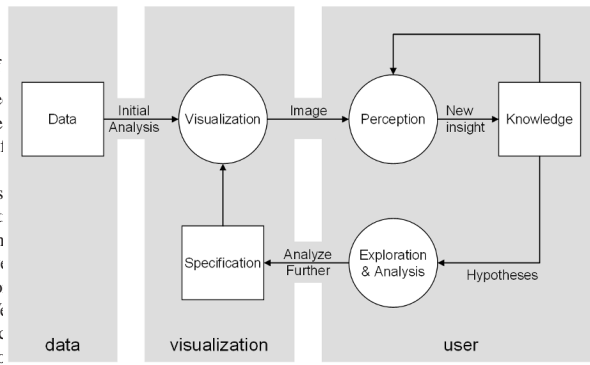 Data
Initial
Analysis
Visualization
Image
Perception
New
insight
Knowledge
Specification
Analyze
Further
Exploration
& Analysis
Hypotheses
data
visualization
user